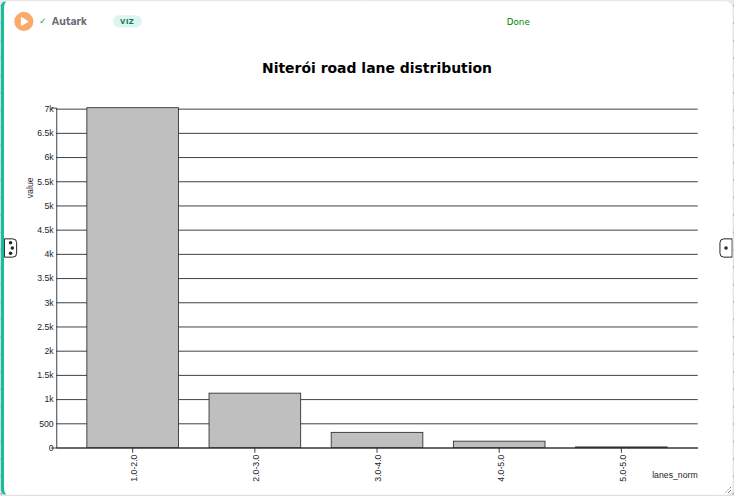 ✓ Autark VIZ Done
Niterói road lane distribution
value
7k
6.5k
6k
5.5k
5k
4.5k
4k
3.5k
3k
2.5k
2k
1.5k
1k
500
0
1.0-2.0
2.0-3.0
3.0-4.0
4.0-5.0
5.0-5.0
lanes_norm